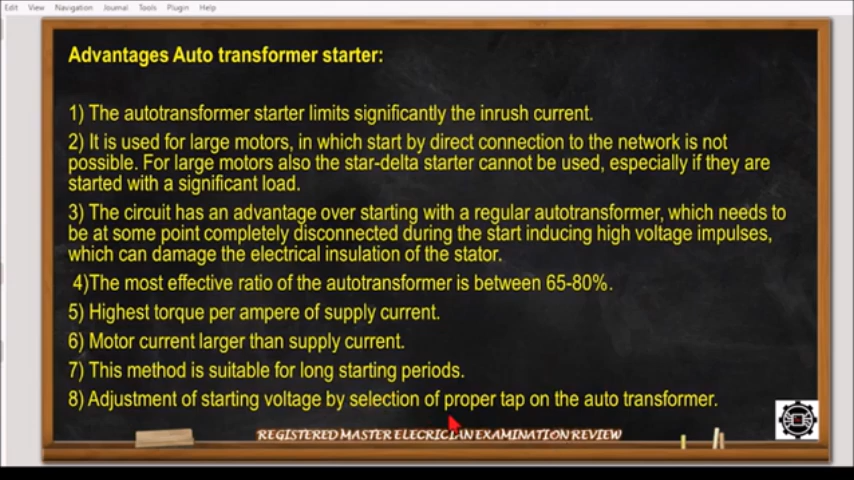 Edit View Navigation Journal Tools Plugin Help
Advantages Auto transformer starter:
1) The autotransformer starter limits significantly the inrush current.
2) It is used for large motors, in which start by direct connection to the network is not
possible. For large motors also the star-delta starter cannot be used, especially if they are
started with a significant load.
3) The circuit has an advantage over starting with a regular autotransformer, which needs to
be at some point completely disconnected during the start inducing high voltage impulses,
which can damage the electrical insulation of the stator.
4)The most effective ratio of the autotransformer is between 65-80%.
5) Highest torque per ampere of supply current.
6) Motor current larger than supply current.
7) This method is suitable for long starting periods.
8) Adjustment of starting voltage by selection of proper tap on the auto transformer.
REGISTERED MASTER ELECRICIAN EXAMINATION REVIEW